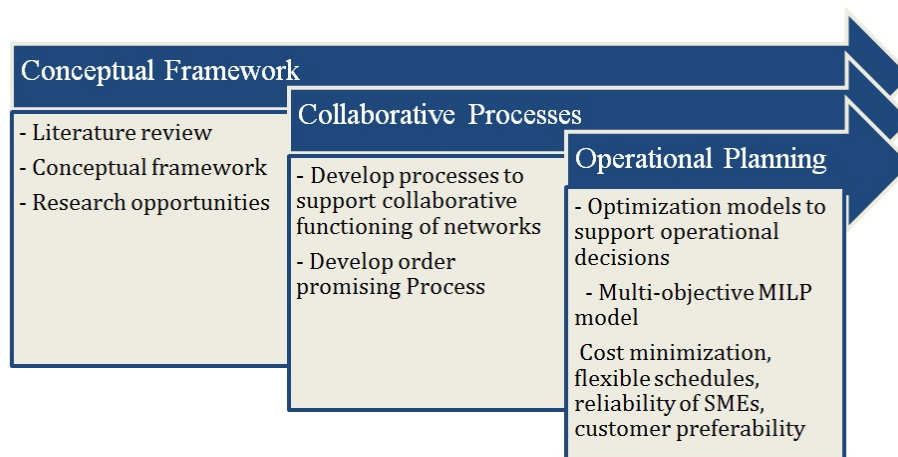 Conceptual Framework
- Literature review
- Conceptual framework
- Research opportunities
Collaborative Processes
- Develop processes to
support collaborative
functioning of networks
- Develop order
promising Process
Operational Planning
- Optimization models to
support operational
decisions
- Multi-objective MILP
model
Cost minimization,
flexible schedules,
reliability of SMEs,
customer preferability